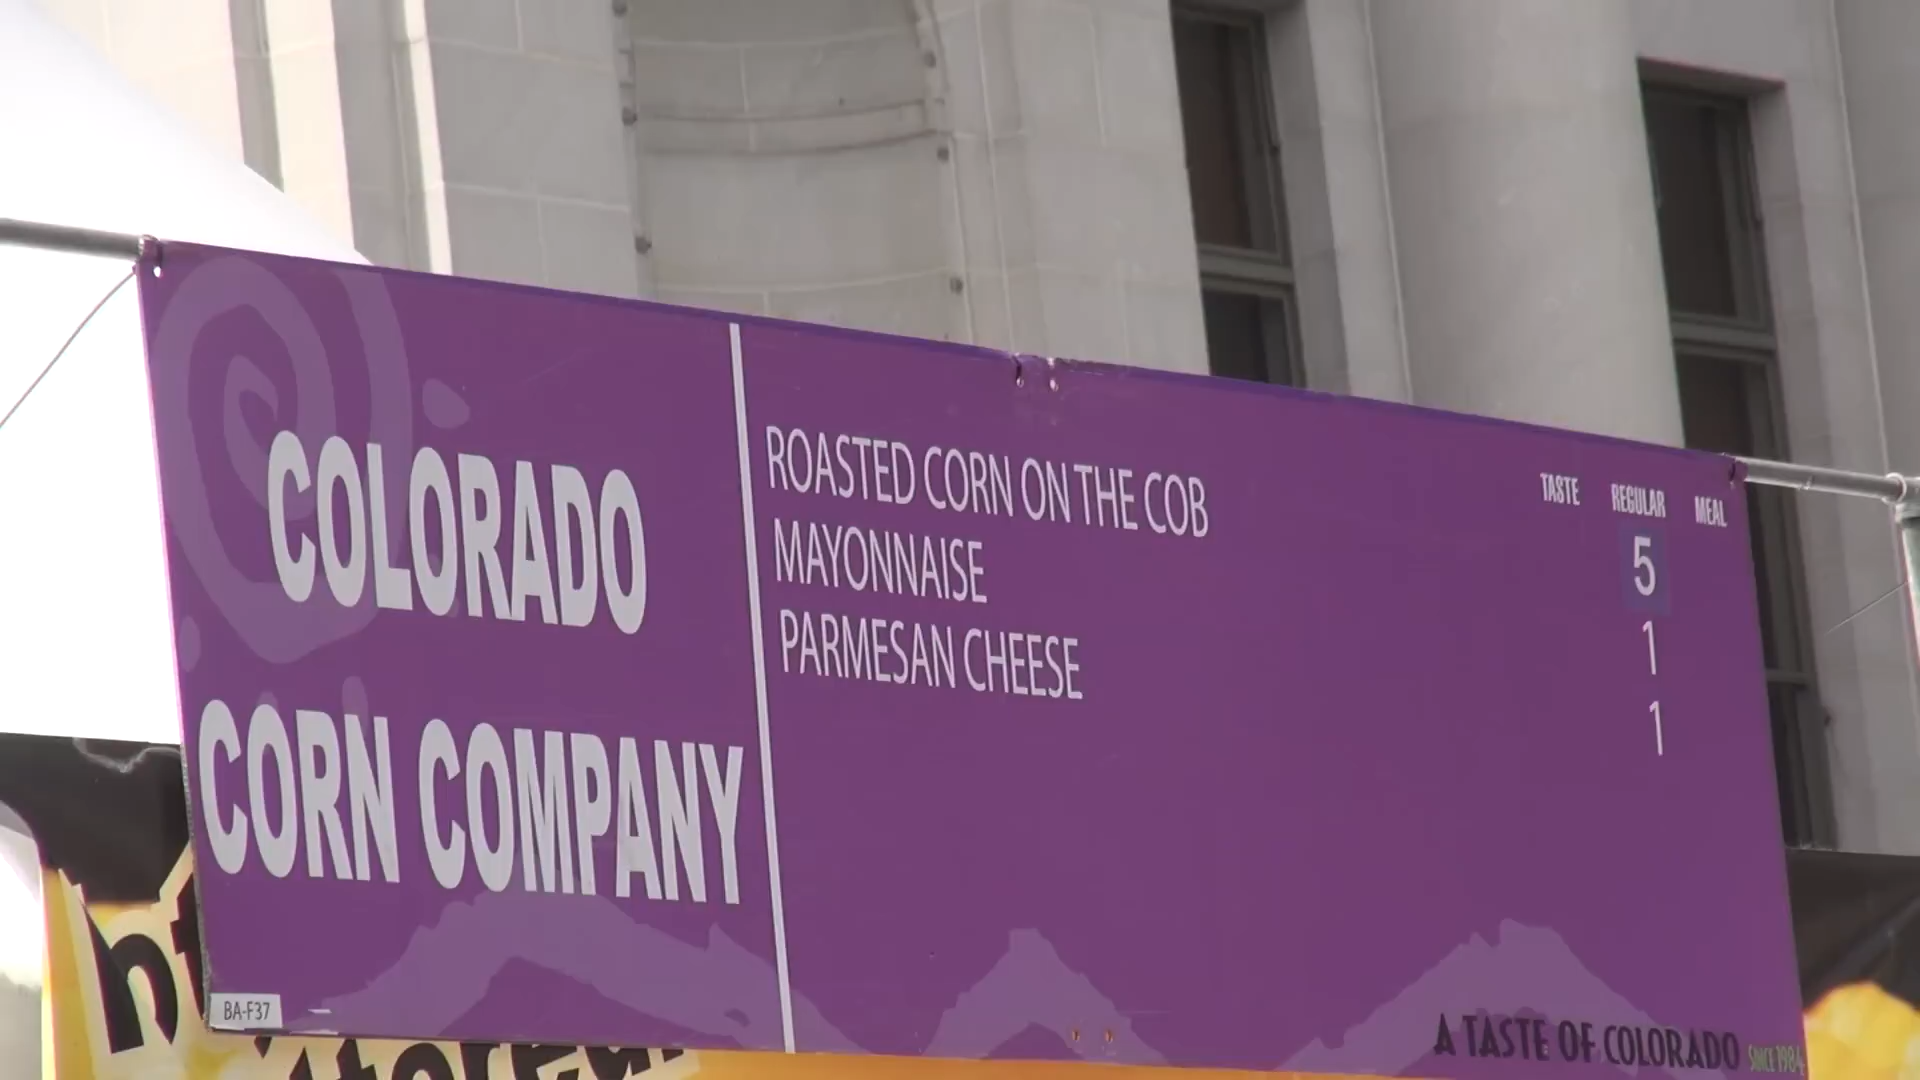 COLORADO
CORN COMPANY
TASTE REGULAR MEAL
ROASTED CORN ON THE COB 5
MAYONNAISE 1
PARMESAN CHEESE 1
BA-F37
A TASTE OF COLORADO SINCE 1984